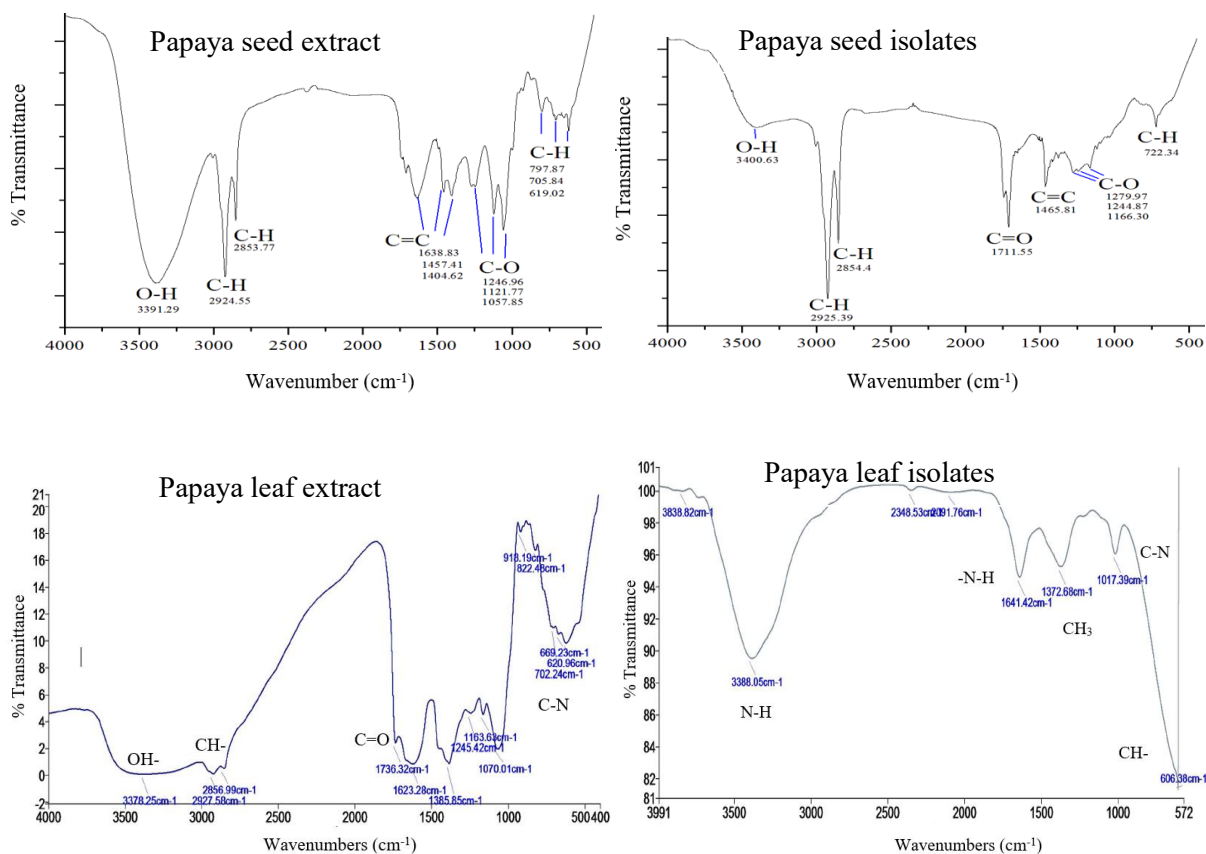 Papaya seed extract
% Transmittance
O-H
3391.29
C-H
2924.55
C-H
2853.77
C=C
1638.83
1457.41
1404.62
C-O
1246.96
1121.77
1057.85
C-H
797.87
705.84
619.02
4000 3500 3000 2500 2000 1500 1000 500
Wavenumber (cm-1)
Papaya seed isolates
% Transmittance
O-H
3400.63
C-H
2925.39
C-H
2854.4
C=O
1711.55
C=C
1465.81
C-O
1279.97
1244.87
1166.30
C-H
722.34
4000 3500 3000 2500 2000 1500 1000 500
Wavenumber (cm-1)
Papaya leaf extract
% Transmittance
21
20
18
16
14
12
10
8
6
4
2
0
-2
OH-
3378.25cm-1
CH-
2856.99cm-1
2927.58cm-1
C=O
1736.32cm-1
1623.28cm-1
1385.85cm-1
1163.63cm-1
1245.42cm-1
1070.01cm-1
918.19cm-1
822.48cm-1
669.23cm-1
620.96cm-1
702.24cm-1
C-N
4000 3500 3000 2500 2000 1500 1000 500 400
Wavenumbers (cm-1)
Papaya leaf isolates
% Transmittance
101
100
98
96
94
92
90
88
86
84
82
81
3838.82cm-1
3388.05cm-1
N-H
2348.53cm-1
2091.76cm-1
-N-H
1641.42cm-1
1372.68cm-1
CH3
C-N
1017.39cm-1
CH-
606.38cm-1
3991 3500 3000 2500 2000 1500 1000 572
Wavenumbers (cm-1)